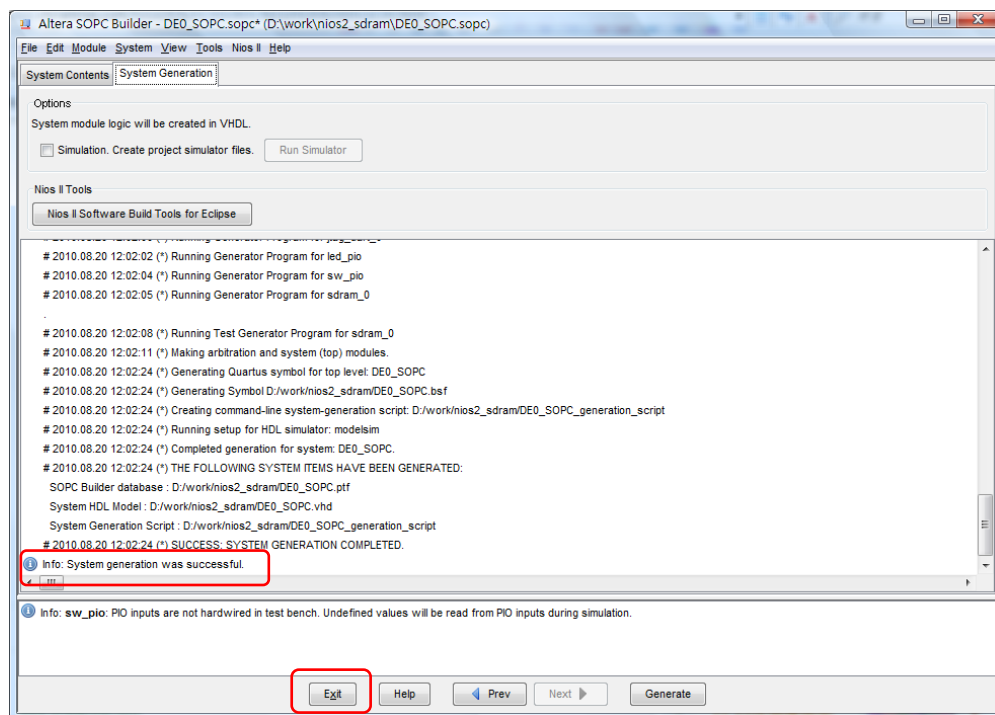 Altera SOPC Builder - DE0_SOPC.sopc* (D:\work\nios2_sdram\DE0_SOPC.sopc)
File Edit Module System View Tools Nios II Help
System Contents System Generation
Options
System module logic will be created in VHDL.
Simulation. Create project simulator files. Run Simulator
Nios II Tools
Nios II Software Build Tools for Eclipse
# 2010.08.20 12:02:02 (*) Running Generator Program for led_pio
# 2010.08.20 12:02:04 (*) Running Generator Program for sw_pio
# 2010.08.20 12:02:05 (*) Running Generator Program for sdram_0
.
# 2010.08.20 12:02:08 (*) Running Test Generator Program for sdram_0
# 2010.08.20 12:02:11 (*) Making arbitration and system (top) modules.
# 2010.08.20 12:02:24 (*) Generating Quartus symbol for top level: DE0_SOPC
# 2010.08.20 12:02:24 (*) Generating Symbol D:/work/nios2_sdram/DE0_SOPC.bsf
# 2010.08.20 12:02:24 (*) Creating command-line system-generation script: D:/work/nios2_sdram/DE0_SOPC_generation_script
# 2010.08.20 12:02:24 (*) Running setup for HDL simulator: modelsim
# 2010.08.20 12:02:24 (*) Completed generation for system: DE0_SOPC.
# 2010.08.20 12:02:24 (*) THE FOLLOWING SYSTEM ITEMS HAVE BEEN GENERATED:
SOPC Builder database : D:/work/nios2_sdram/DE0_SOPC.ptf
System HDL Model : D:/work/nios2_sdram/DE0_SOPC.vhd
System Generation Script : D:/work/nios2_sdram/DE0_SOPC_generation_script
# 2010.08.20 12:02:24 (*) SUCCESS: SYSTEM GENERATION COMPLETED.
Info: System generation was successful.
Info: sw_pio: PIO inputs are not hardwired in test bench. Undefined values will be read from PIO inputs during simulation.
Exit Help Prev Next Generate